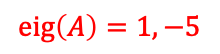 eig(A) = 1, −5